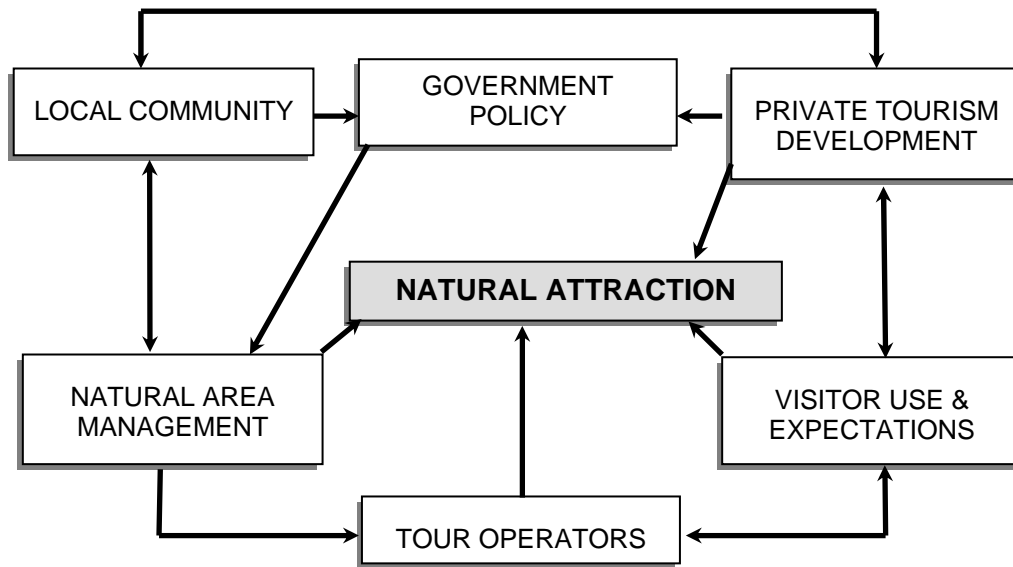 LOCAL COMMUNITY
GOVERNMENT
POLICY
PRIVATE TOURISM
DEVELOPMENT
NATURAL ATTRACTION
NATURAL AREA
MANAGEMENT
VISITOR USE &
EXPECTATIONS
TOUR OPERATORS